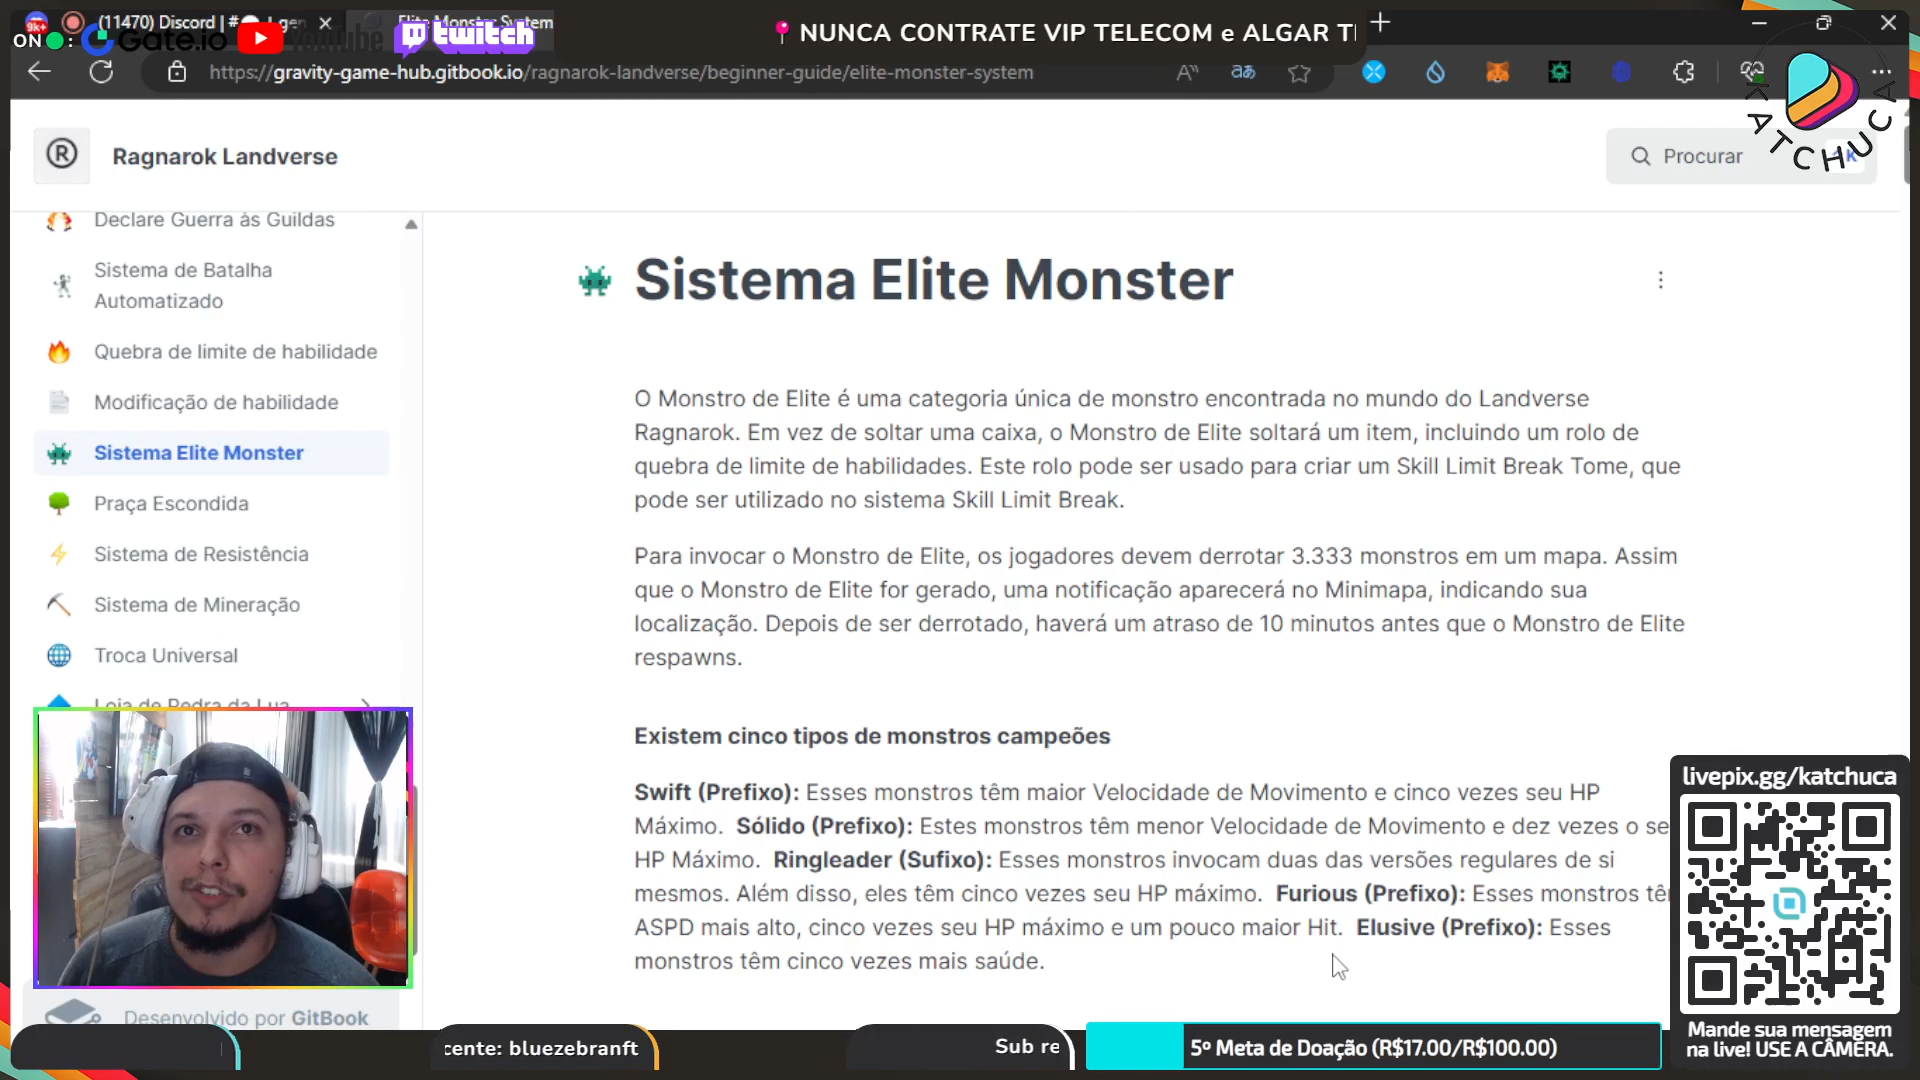 (11470) Discord | #
Elite Monster System
9k+
ON :
Gate.io
YouTube
twitch
NUNCA CONTRATE VIP TELECOM e ALGAR T
https://gravity-game-hub.gitbook.io/ragnarok-landverse/beginner-guide/elite-monster-system
KATCHUCA
Ragnarok Landverse
Procurar
Declare Guerra às Guildas
Sistema de Batalha
Automatizado
Quebra de limite de habilidade
Modificação de habilidade
Sistema Elite Monster
Praça Escondida
Sistema de Resistência
Sistema de Mineração
Troca Universal
Loja de Pedra da Lua
Desenvolvido por GitBook
Sistema Elite Monster
O Monstro de Elite é uma categoria única de monstro encontrada no mundo do Landverse
Ragnarok. Em vez de soltar uma caixa, o Monstro de Elite soltará um item, incluindo um rolo de
quebra de limite de habilidades. Este rolo pode ser usado para criar um Skill Limit Break Tome, que
pode ser utilizado no sistema Skill Limit Break.
Para invocar o Monstro de Elite, os jogadores devem derrotar 3.333 monstros em um mapa. Assim
que o Monstro de Elite for gerado, uma notificação aparecerá no Minimapa, indicando sua
localização. Depois de ser derrotado, haverá um atraso de 10 minutos antes que o Monstro de Elite
respawns.
Existem cinco tipos de monstros campeões
Swift (Prefixo): Esses monstros têm maior Velocidade de Movimento e cinco vezes seu HP
Máximo. Sólido (Prefixo): Estes monstros têm menor Velocidade de Movimento e dez vezes o se
HP Máximo. Ringleader (Sufixo): Esses monstros invocam duas das versões regulares de si
mesmos. Além disso, eles têm cinco vezes seu HP máximo. Furious (Prefixo): Esses monstros têm
ASPD mais alto, cinco vezes seu HP máximo e um pouco maior Hit. Elusive (Prefixo): Esses
monstros têm cinco vezes mais saúde.
livepix.gg/katchuca
Mande sua mensagem
na live! USE A CÂMERA.
cente: bluezebranft
Sub re
5º Meta de Doação (R$17.00/R$100.00)